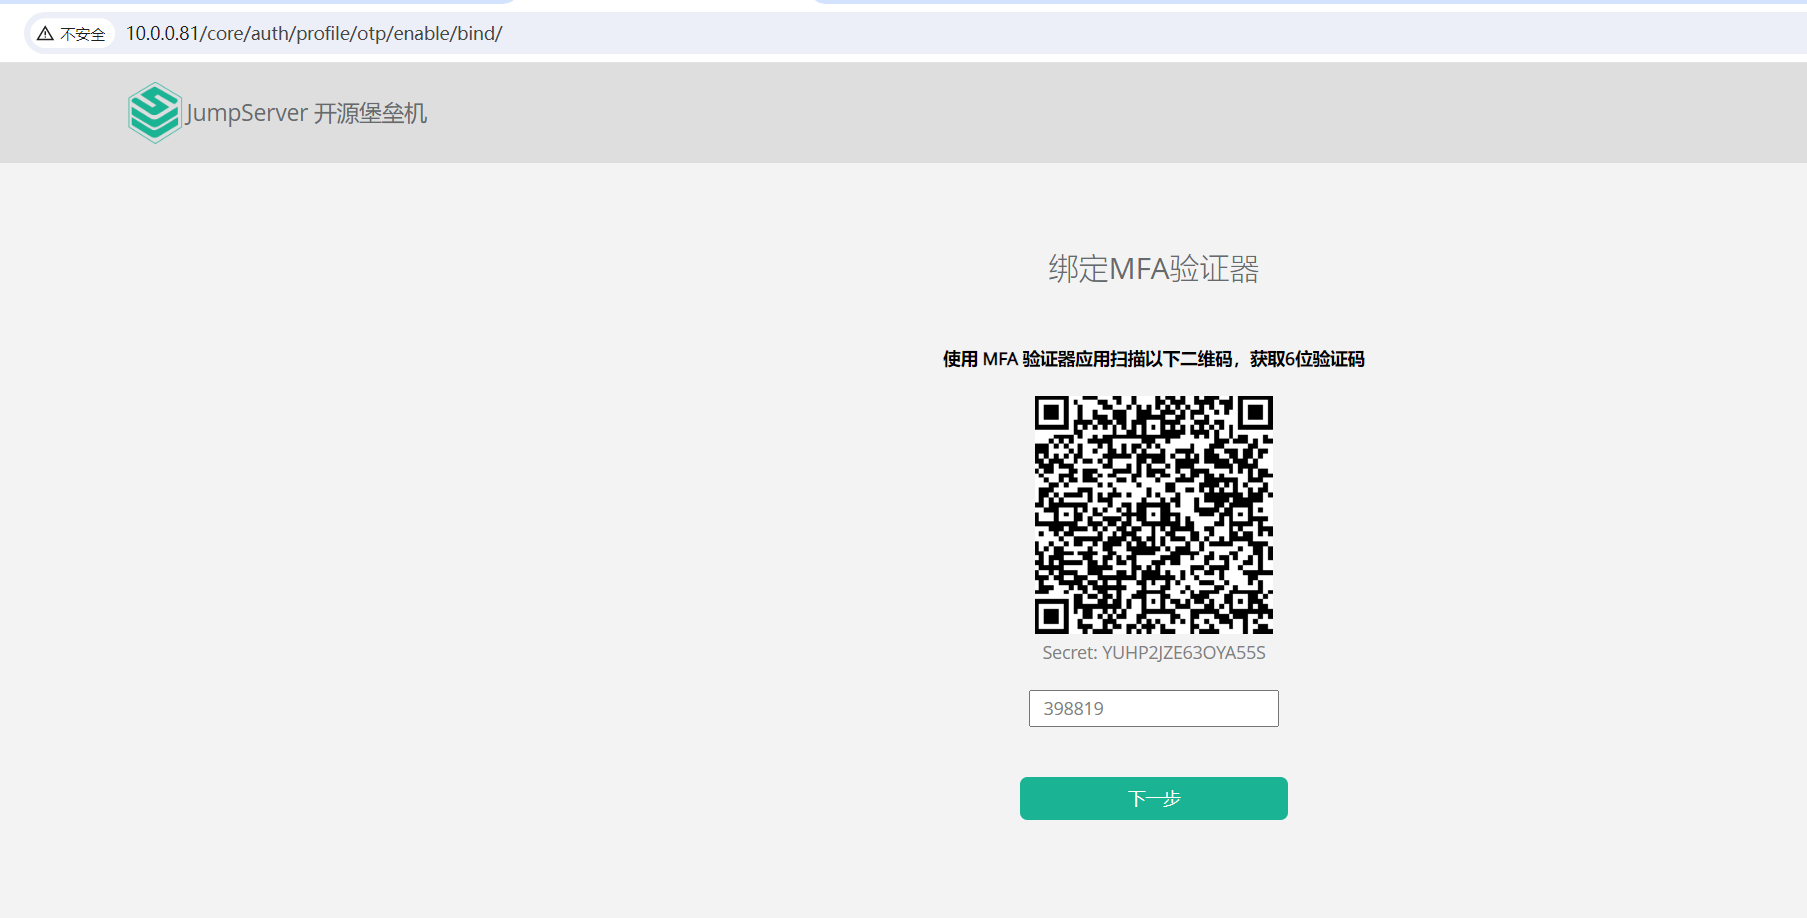 不安全 10.0.0.81/core/auth/profile/otp/enable/bind/
JumpServer 开源堡垒机
绑定MFA验证器
使用 MFA 验证器应用扫描以下二维码，获取6位验证码
Secret: YUHP2JZE63OYA55S
398819
下一步